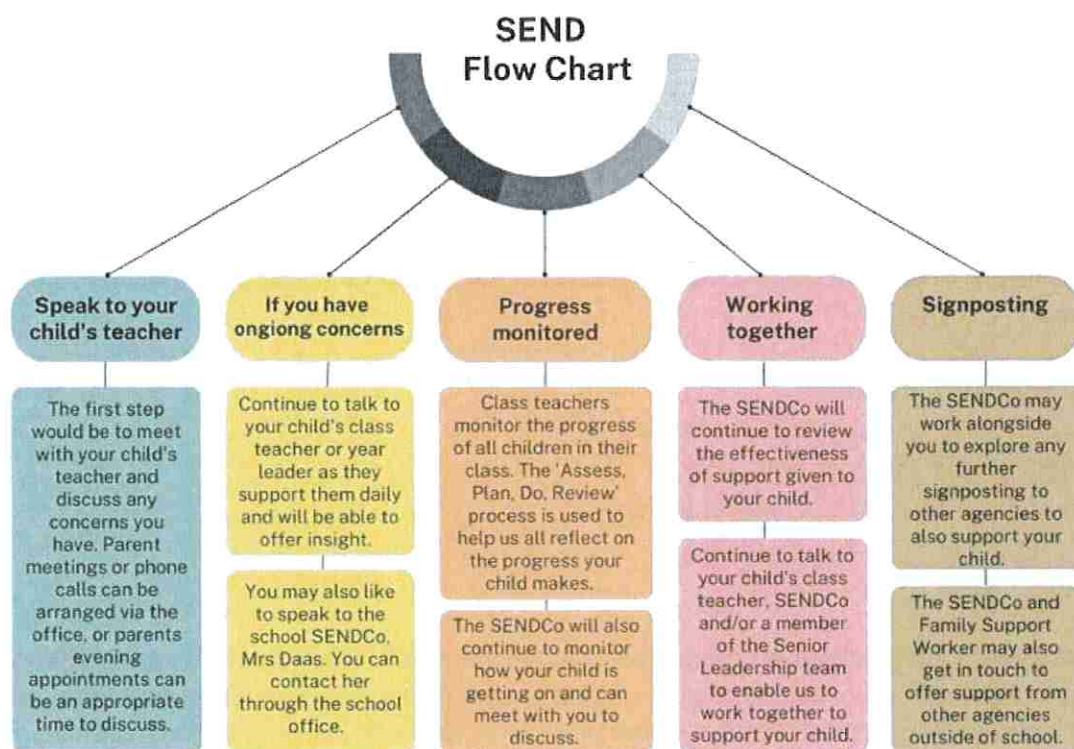 SEND
Flow Chart
Speak to your
child's teacher
The first step
would be to meet
with your child's
teacher and
discuss any
concerns you
have. Parent
meetings or phone
calls can be
arranged via the
office, or parents
evening
appointments can
be an appropriate
time to discuss.
If you have
ongiong concerns
Continue to talk to
your child's class
teacher or year
leader as they
support them daily
and will be able to
offer insight.
You may also like
to speak to the
school SENDCo,
Mrs Daas. You can
contact her
through the school
office.
Progress
monitored
Class teachers
monitor the progress
of all children in their
class. The 'Assess,
Plan, Do, Review'
process is used to
help us all reflect on
the progress your
child makes.
The SENDCo will also
continue to monitor
how your child is
getting on and can
meet with you to
discuss.
Working
together
The SENDCo will
continue to review
the effectiveness
of support given to
your child.
Continue to talk to
your child's class
teacher, SENDCo
and/or a member
of the Senior
Leadership team
to enable us to
work together to
support your child.
Signposting
The SENDCo may
work alongside
you to explore any
further
signposting to
other agencies to
also support your
child.
The SENDCo and
Family Support
Worker may also
get in touch to
offer support from
other agencies
outside of school.